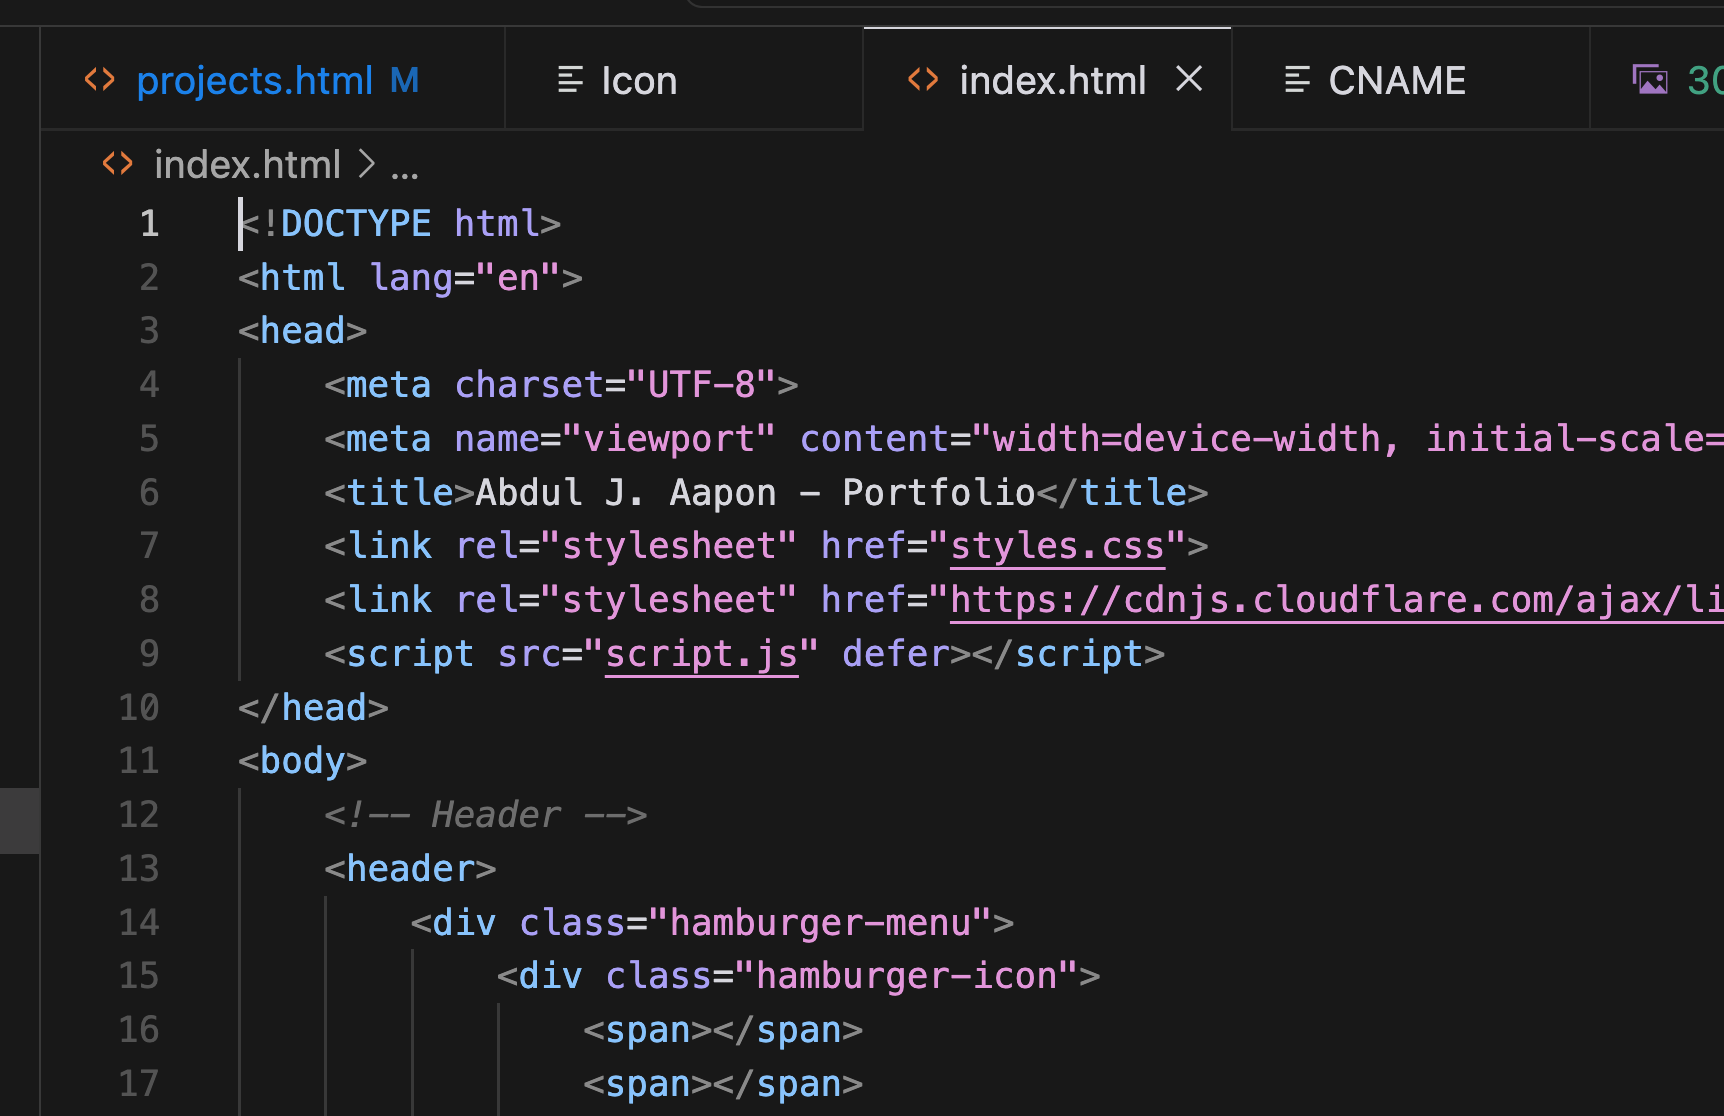 projects.html M Icon index.html CNAME 30
index.html > ...
1 <!DOCTYPE html>
2 <html lang="en">
3 <head>
4 <meta charset="UTF-8">
5 <meta name="viewport" content="width=device-width, initial-scale=
6 <title>Abdul J. Aapon - Portfolio</title>
7 <link rel="stylesheet" href="styles.css">
8 <link rel="stylesheet" href="https://cdnjs.cloudflare.com/ajax/li
9 <script src="script.js" defer></script>
10 </head>
11 <body>
12 <!-- Header -->
13 <header>
14 <div class="hamburger-menu">
15 <div class="hamburger-icon">
16 <span></span>
17 <span></span>